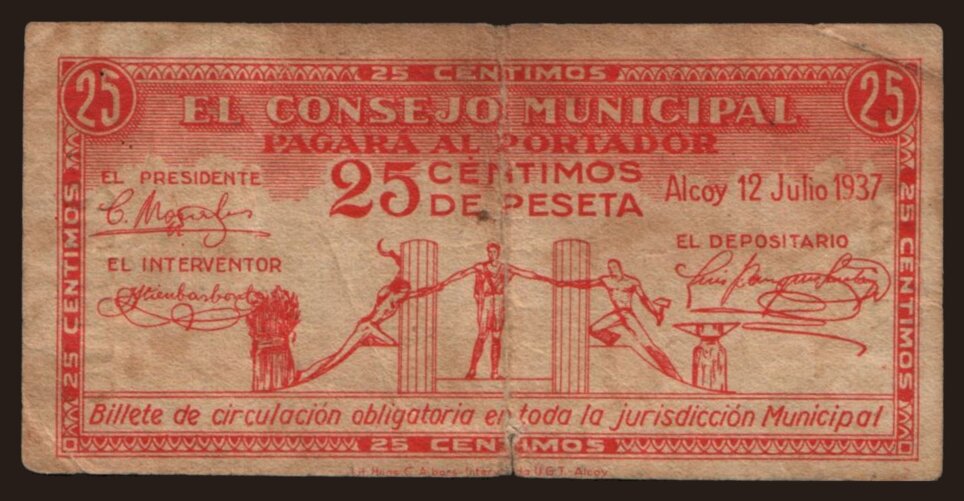 25 CENTIMOS
25 25
EL CONSEJO MUNICIPAL
PAGARÁ AL PORTADOR
25 CÉNTIMOS
DE PESETA
Alcoy 12 Julio 1937
EL PRESIDENTE
EL INTERVENTOR
EL DEPOSITARIO
25 CENTIMOS
25 CENTIMOS
Billete de circulación obligatoria en toda la jurisdicción Municipal
25 CENTIMOS
U.G.T. - Alcoy